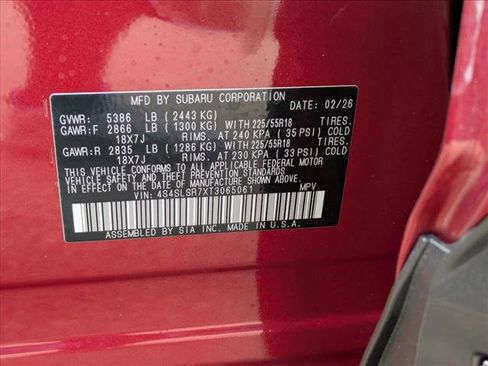 MFD BY SUBARU CORPORATION DATE: 02/26
GVWR: 5386 LB (2443 KG)
GAWR:F 2866 LB (1300 KG) WITH 225/55R18 TIRES.
18X7J RIMS. AT 240 KPA (35 PSI) COLD
GAWR:R 2835 LB (1286 KG) WITH 225/55R18 TIRES.
18X7J RIMS. AT 230 KPA (33 PSI) COLD
THIS VEHICLE CONFORMS TO ALL APPLICABLE FEDERAL MOTOR
VEHICLE SAFETY AND THEFT PREVENTION STANDARDS IN EFFECT
ON THE DATE OF MANUFACTURE SHOWN ABOVE.
VIN: 4S4SLSR7XT3065061 MPV
ASSEMBLED BY SIA INC. MADE IN U.S.A.